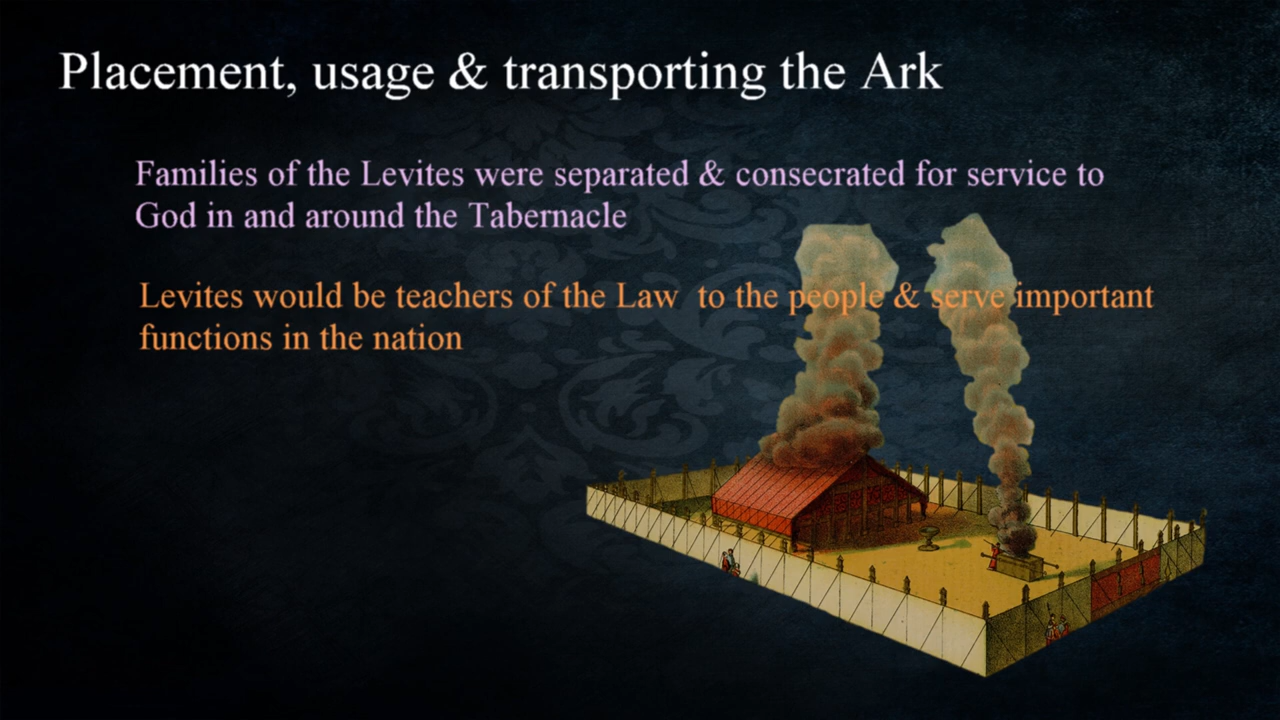 Placement, usage & transporting the Ark
Families of the Levites were separated & consecrated for service to
God in and around the Tabernacle
Levites would be teachers of the Law  to the people & serve important
functions in the nation